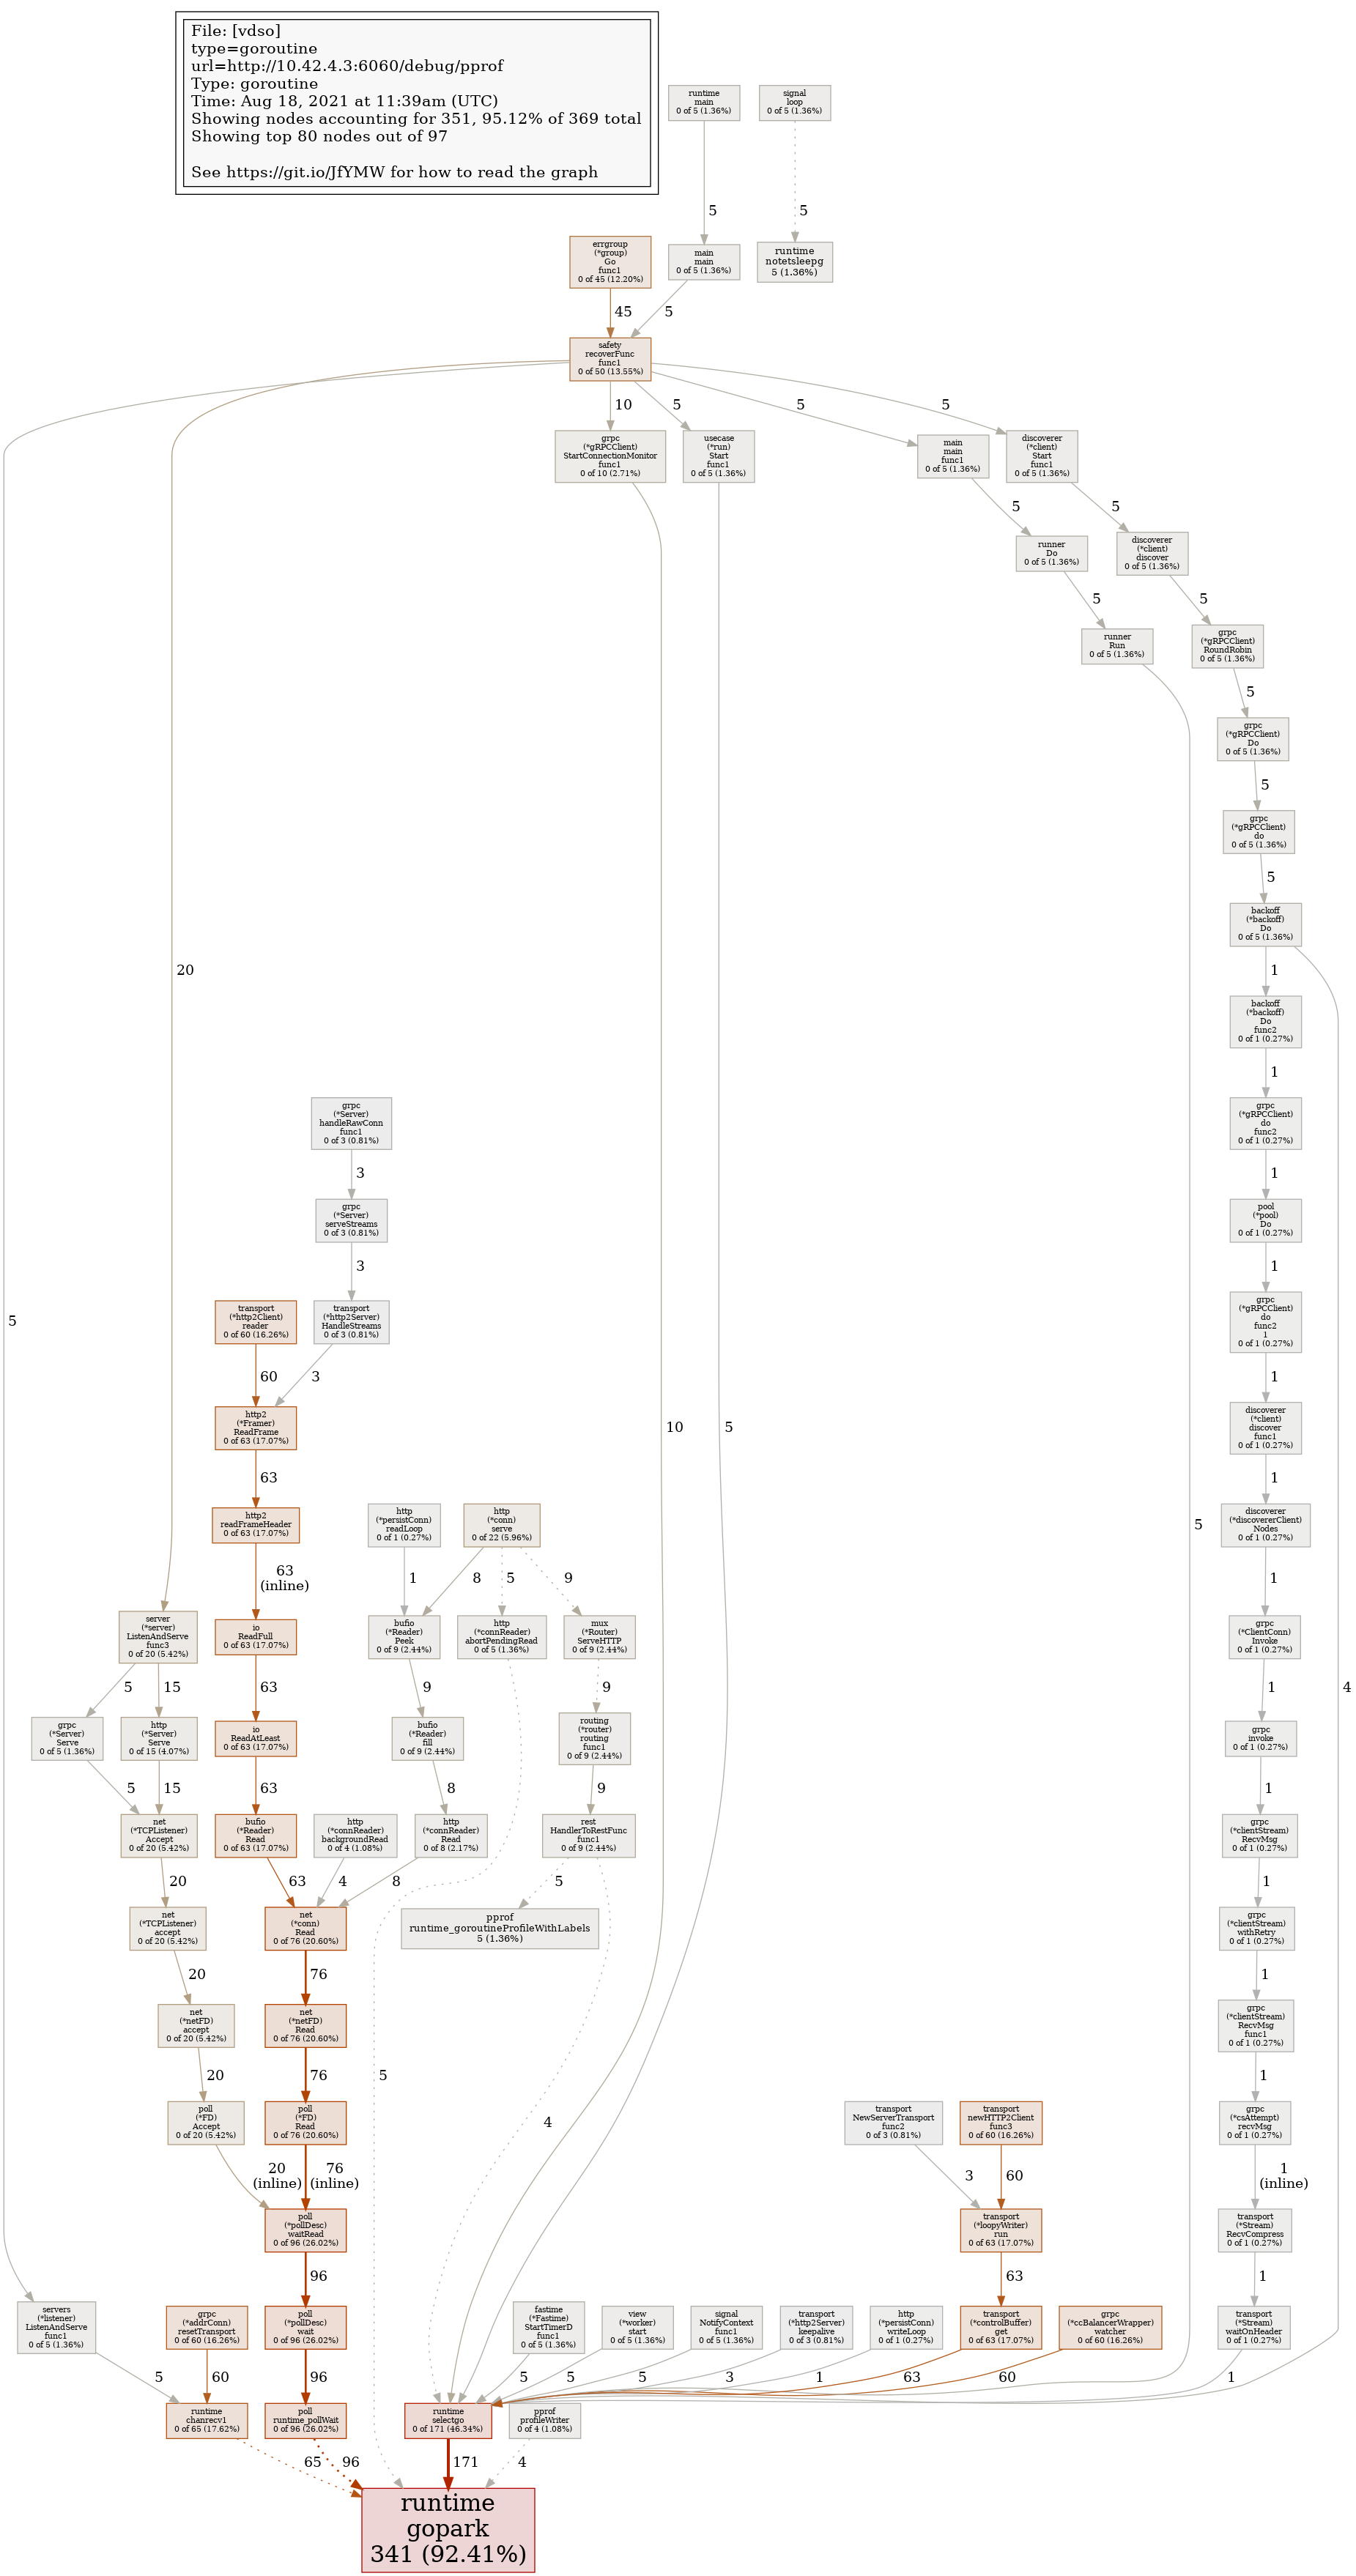 File: [vdso]
type=goroutine
url=http://10.42.4.3:6060/debug/pprof
Type: goroutine
Time: Aug 18, 2021 at 11:39am (UTC)
Showing nodes accounting for 351, 95.12% of 369 total
Showing top 80 nodes out of 97
See https://git.io/JfYMW for how to read the graph
runtime
main
0 of 5 (1.36%)
signal
loop
0 of 5 (1.36%)
5
5
errgroup
(*group)
Go
func1
0 of 45 (12.20%)
main
main
0 of 5 (1.36%)
runtime
notetsleepg
5 (1.36%)
45
5
safety
recoverFunc
func1
0 of 50 (13.55%)
10
5
5
5
grpc
(*gRPCClient)
StartConnectionMonitor
func1
0 of 10 (2.71%)
usecase
(*run)
Start
func1
0 of 5 (1.36%)
main
main
func1
0 of 5 (1.36%)
discoverer
(*client)
Start
func1
0 of 5 (1.36%)
5
5
runner
Do
0 of 5 (1.36%)
discoverer
(*client)
discover
0 of 5 (1.36%)
5
5
runner
Run
0 of 5 (1.36%)
grpc
(*gRPCClient)
RoundRobin
0 of 5 (1.36%)
5
grpc
(*gRPCClient)
Do
0 of 5 (1.36%)
5
grpc
(*gRPCClient)
do
0 of 5 (1.36%)
5
backoff
(*backoff)
Do
0 of 5 (1.36%)
20
1
backoff
(*backoff)
Do
func2
0 of 1 (0.27%)
1
grpc
(*Server)
handleRawConn
func1
0 of 3 (0.81%)
grpc
(*gRPCClient)
do
func2
0 of 1 (0.27%)
3
1
grpc
(*Server)
serveStreams
0 of 3 (0.81%)
pool
(*pool)
Do
0 of 1 (0.27%)
3
1
5
transport
(*http2Client)
reader
0 of 60 (16.26%)
transport
(*http2Server)
HandleStreams
0 of 3 (0.81%)
grpc
(*gRPCClient)
do
func2
1
0 of 1 (0.27%)
60
3
1
http2
(*Framer)
ReadFrame
0 of 63 (17.07%)
10
5
discoverer
(*client)
discover
func1
0 of 1 (0.27%)
63
1
http2
readFrameHeader
0 of 63 (17.07%)
http
(*persistConn)
readLoop
0 of 1 (0.27%)
http
(*conn)
serve
0 of 22 (5.96%)
5
discoverer
(*discovererClient)
Nodes
0 of 1 (0.27%)
63
(inline)
1
8
5
9
1
server
(*server)
ListenAndServe
func3
0 of 20 (5.42%)
io
ReadFull
0 of 63 (17.07%)
bufio
(*Reader)
Peek
0 of 9 (2.44%)
http
(*connReader)
abortPendingRead
0 of 5 (1.36%)
mux
(*Router)
ServeHTTP
0 of 9 (2.44%)
grpc
(*ClientConn)
Invoke
0 of 1 (0.27%)
5
15
63
9
9
1
4
grpc
(*Server)
Serve
0 of 5 (1.36%)
http
(*Server)
Serve
0 of 15 (4.07%)
io
ReadAtLeast
0 of 63 (17.07%)
bufio
(*Reader)
fill
0 of 9 (2.44%)
routing
(*router)
routing
func1
0 of 9 (2.44%)
grpc
invoke
0 of 1 (0.27%)
5
15
63
8
9
1
net
(*TCPListener)
Accept
0 of 20 (5.42%)
bufio
(*Reader)
Read
0 of 63 (17.07%)
http
(*connReader)
backgroundRead
0 of 4 (1.08%)
http
(*connReader)
Read
0 of 8 (2.17%)
rest
HandlerToRestFunc
func1
0 of 9 (2.44%)
grpc
(*clientStream)
RecvMsg
0 of 1 (0.27%)
20
63
4
8
5
1
net
(*TCPListener)
accept
0 of 20 (5.42%)
net
(*conn)
Read
0 of 76 (20.60%)
pprof
runtime_goroutineProfileWithLabels
5 (1.36%)
grpc
(*clientStream)
withRetry
0 of 1 (0.27%)
20
76
1
net
(*netFD)
accept
0 of 20 (5.42%)
net
(*netFD)
Read
0 of 76 (20.60%)
grpc
(*clientStream)
RecvMsg
func1
0 of 1 (0.27%)
20
76
5
1
poll
(*FD)
Accept
0 of 20 (5.42%)
poll
(*FD)
Read
0 of 76 (20.60%)
4
transport
NewServerTransport
func2
0 of 3 (0.81%)
transport
newHTTP2Client
func3
0 of 60 (16.26%)
grpc
(*csAttempt)
recvMsg
0 of 1 (0.27%)
20
(inline)
76
(inline)
3
60
1
(inline)
poll
(*pollDesc)
waitRead
0 of 96 (26.02%)
transport
(*loopyWriter)
run
0 of 63 (17.07%)
transport
(*Stream)
RecvCompress
0 of 1 (0.27%)
96
63
1
servers
(*listener)
ListenAndServe
func1
0 of 5 (1.36%)
grpc
(*addrConn)
resetTransport
0 of 60 (16.26%)
poll
(*pollDesc)
wait
0 of 96 (26.02%)
fastime
(*Fastime)
StartTimerD
func1
0 of 5 (1.36%)
view
(*worker)
start
0 of 5 (1.36%)
signal
NotifyContext
func1
0 of 5 (1.36%)
transport
(*http2Server)
keepalive
0 of 3 (0.81%)
http
(*persistConn)
writeLoop
0 of 1 (0.27%)
transport
(*controlBuffer)
get
0 of 63 (17.07%)
grpc
(*ccBalancerWrapper)
watcher
0 of 60 (16.26%)
transport
(*Stream)
waitOnHeader
0 of 1 (0.27%)
5
60
96
5
5
5
3
1
63
60
1
runtime
chanrecv1
0 of 65 (17.62%)
poll
runtime_pollWait
0 of 96 (26.02%)
runtime
selectgo
0 of 171 (46.34%)
pprof
profileWriter
0 of 4 (1.08%)
65
96
171
4
runtime
gopark
341 (92.41%)